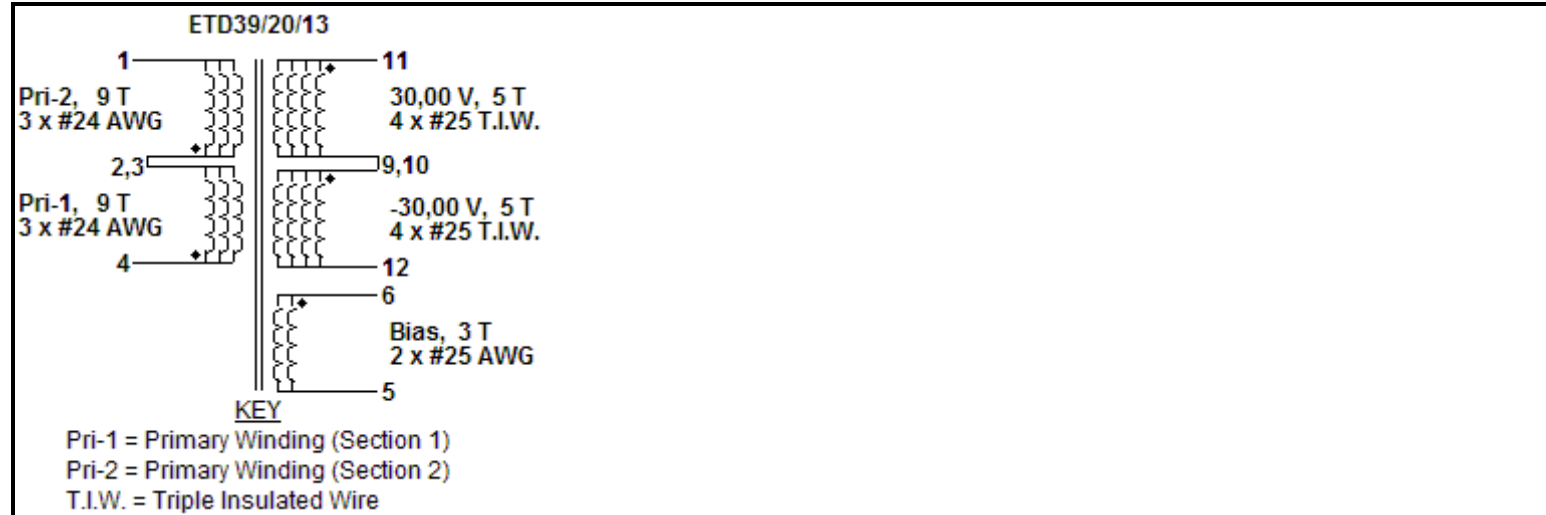 ETD39/20/13
1
Pri-2, 9 T
3 x #24 AWG
2,3
Pri-1, 9 T
3 x #24 AWG
4
11
30,00 V, 5 T
4 x #25 T.I.W.
9,10
-30,00 V, 5 T
4 x #25 T.I.W.
12
6
Bias, 3 T
2 x #25 AWG
5
KEY
Pri-1 = Primary Winding (Section 1)
Pri-2 = Primary Winding (Section 2)
T.I.W. = Triple Insulated Wire